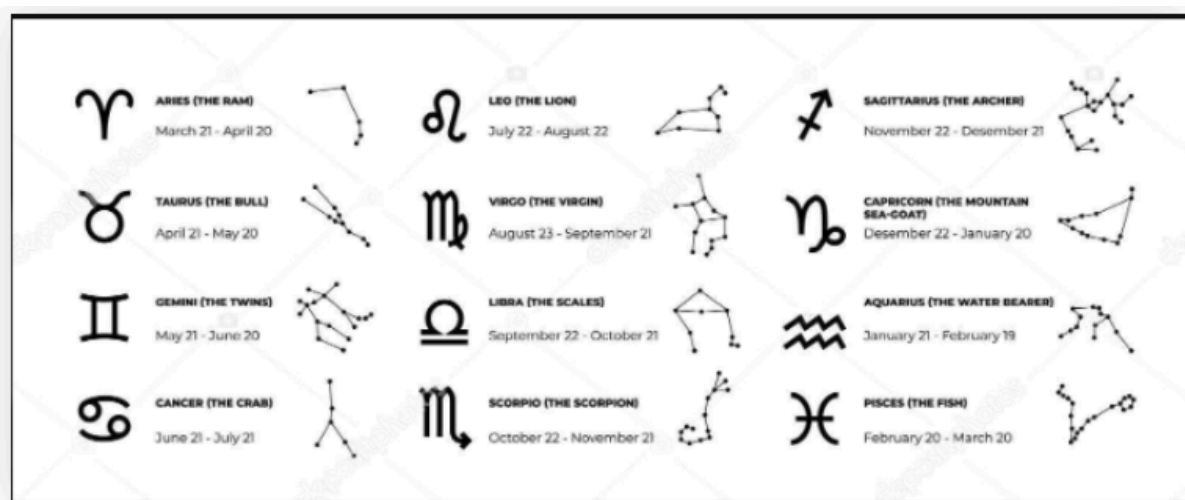 ARIES (THE RAM)
March 21 - April 20
TAURUS (THE BULL)
April 21 - May 20
GEMINI (THE TWINS)
May 21 - June 20
CANCER (THE CRAB)
June 21 - July 21
LEO (THE LION)
July 22 - August 22
VIRGO (THE VIRGIN)
August 23 - September 21
LIBRA (THE SCALES)
September 22 - October 21
SCORPIO (THE SCORPION)
October 22 - November 21
SAGITTARIUS (THE ARCHER)
November 22 - Desember 21
CAPRICORN (THE MOUNTAIN
SEA-GOAT)
Desember 22 - January 20
AQUARIUS (THE WATER BEARER)
January 21 - February 19
PISCES (THE FISH)
February 20 - March 20
depositphotos